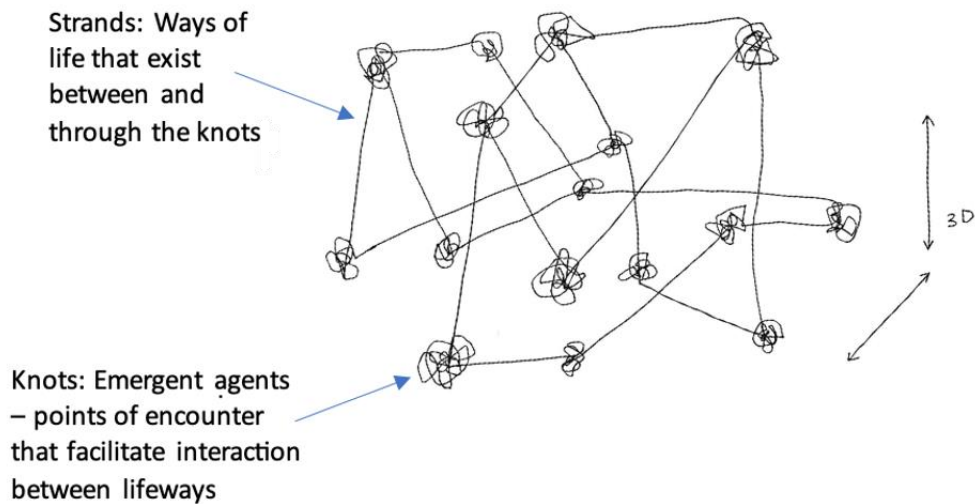 Strands: Ways of
life that exist
between and
through the knots
3D
Knots: Emergent agents
– points of encounter
that facilitate interaction
between lifeways